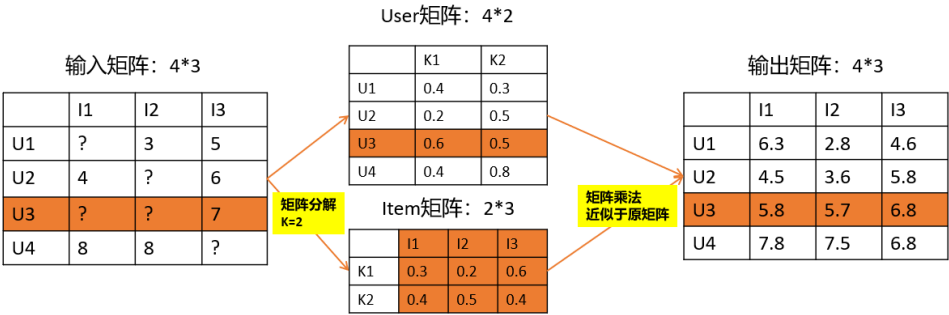 User矩阵：4*2
输入矩阵：4*3
输出矩阵：4*3
K1 K2
U1 0.4 0.3
U2 0.2 0.5
U3 0.6 0.5
U4 0.4 0.8
I1 I2 I3
U1 ? 3 5
U2 4 ? 6
U3 ? ? 7
U4 8 8 ?
矩阵分解
K=2
Item矩阵：2*3
I1 I2 I3
K1 0.3 0.2 0.6
K2 0.4 0.5 0.4
矩阵乘法
近似于原矩阵
I1 I2 I3
U1 6.3 2.8 4.6
U2 4.5 3.6 5.8
U3 5.8 5.7 6.8
U4 7.8 7.5 6.8